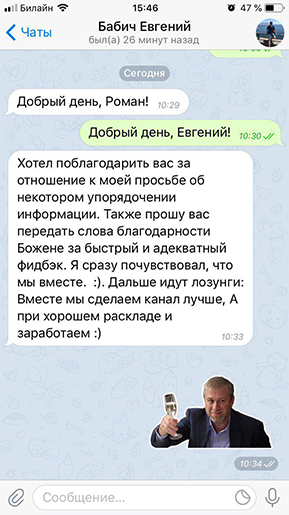 Билайн 15:46 47 %
Чаты
Бабич Евгений
был(а) 26 минут назад
Сегодня
Добрый день, Роман! 10:29
Добрый день, Евгений! 10:30
Хотел поблагодарить вас за
отношение к моей просьбе об
некотором упорядочении
информации. Также прошу вас
передать слова благодарности
Божене за быстрый и адекватный
фидбэк. Я сразу почувствовал, что
мы вместе. :). Дальше идут лозунги:
Вместе мы сделаем канал лучше, А
при хорошем раскладе и
заработаем :)
10:33
10:34
Сообщение...